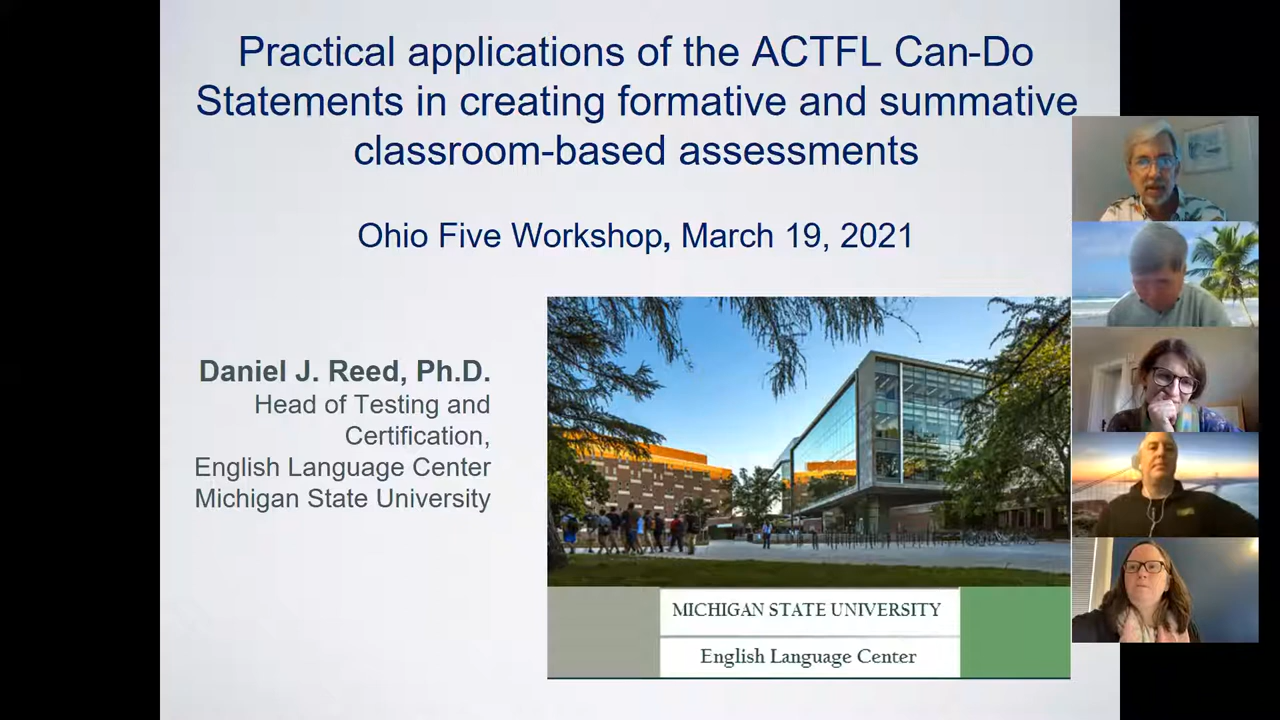 Practical applications of the ACTFL Can-Do
Statements in creating formative and summative
classroom-based assessments
Ohio Five Workshop, March 19, 2021
Daniel J. Reed, Ph.D.
Head of Testing and
Certification,
English Language Center
Michigan State University
MICHIGAN STATE UNIVERSITY
English Language Center